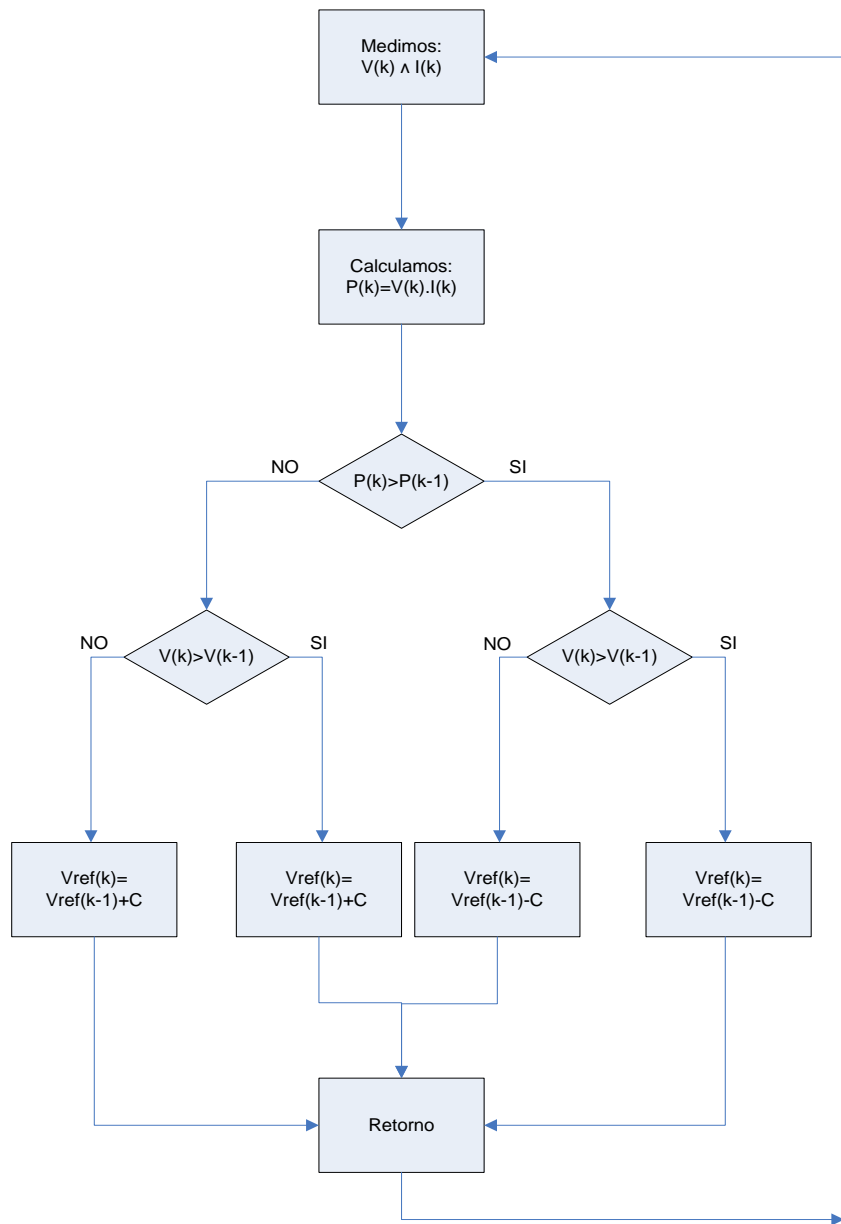 Medimos:
V(k) ∧ I(k)
Calculamos:
P(k)=V(k).I(k)
NO
P(k)>P(k-1)
SI
NO
V(k)>V(k-1)
SI
NO
V(k)>V(k-1)
SI
Vref(k)=
Vref(k-1)+C
Vref(k)=
Vref(k-1)+C
Vref(k)=
Vref(k-1)-C
Vref(k)=
Vref(k-1)-C
Retorno